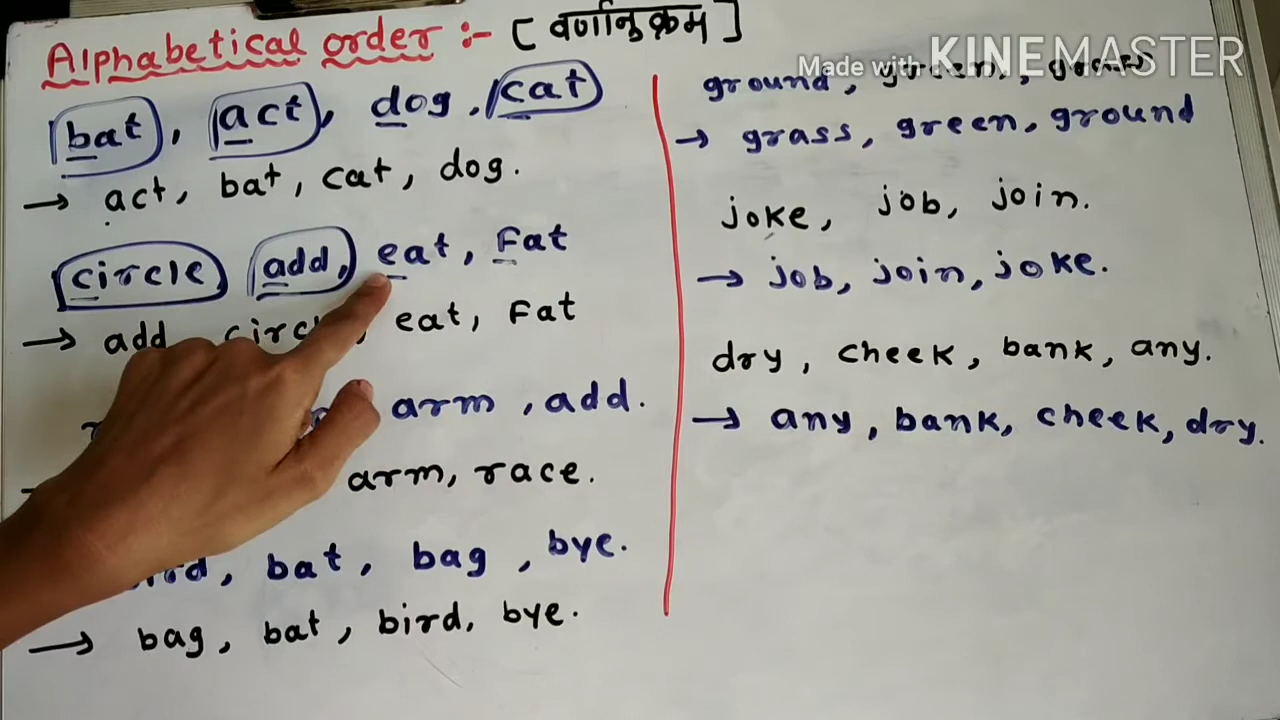 Alphabetical order :- [वर्णानुक्रम]
bat, act, dog, cat
→ act, bat, cat, dog.
circle add, eat, Fat
→ add, eat, Fat
arm, add.
arm, race.
bat, bag, bye.
→ bag, bat, bird, bye.
Made with KINEMASTER
ground, green, grass
→ grass, green, ground
joke, job, join.
→ job, join, joke.
dry, cheek, bank, any.
→ any, bank, cheek, dry.